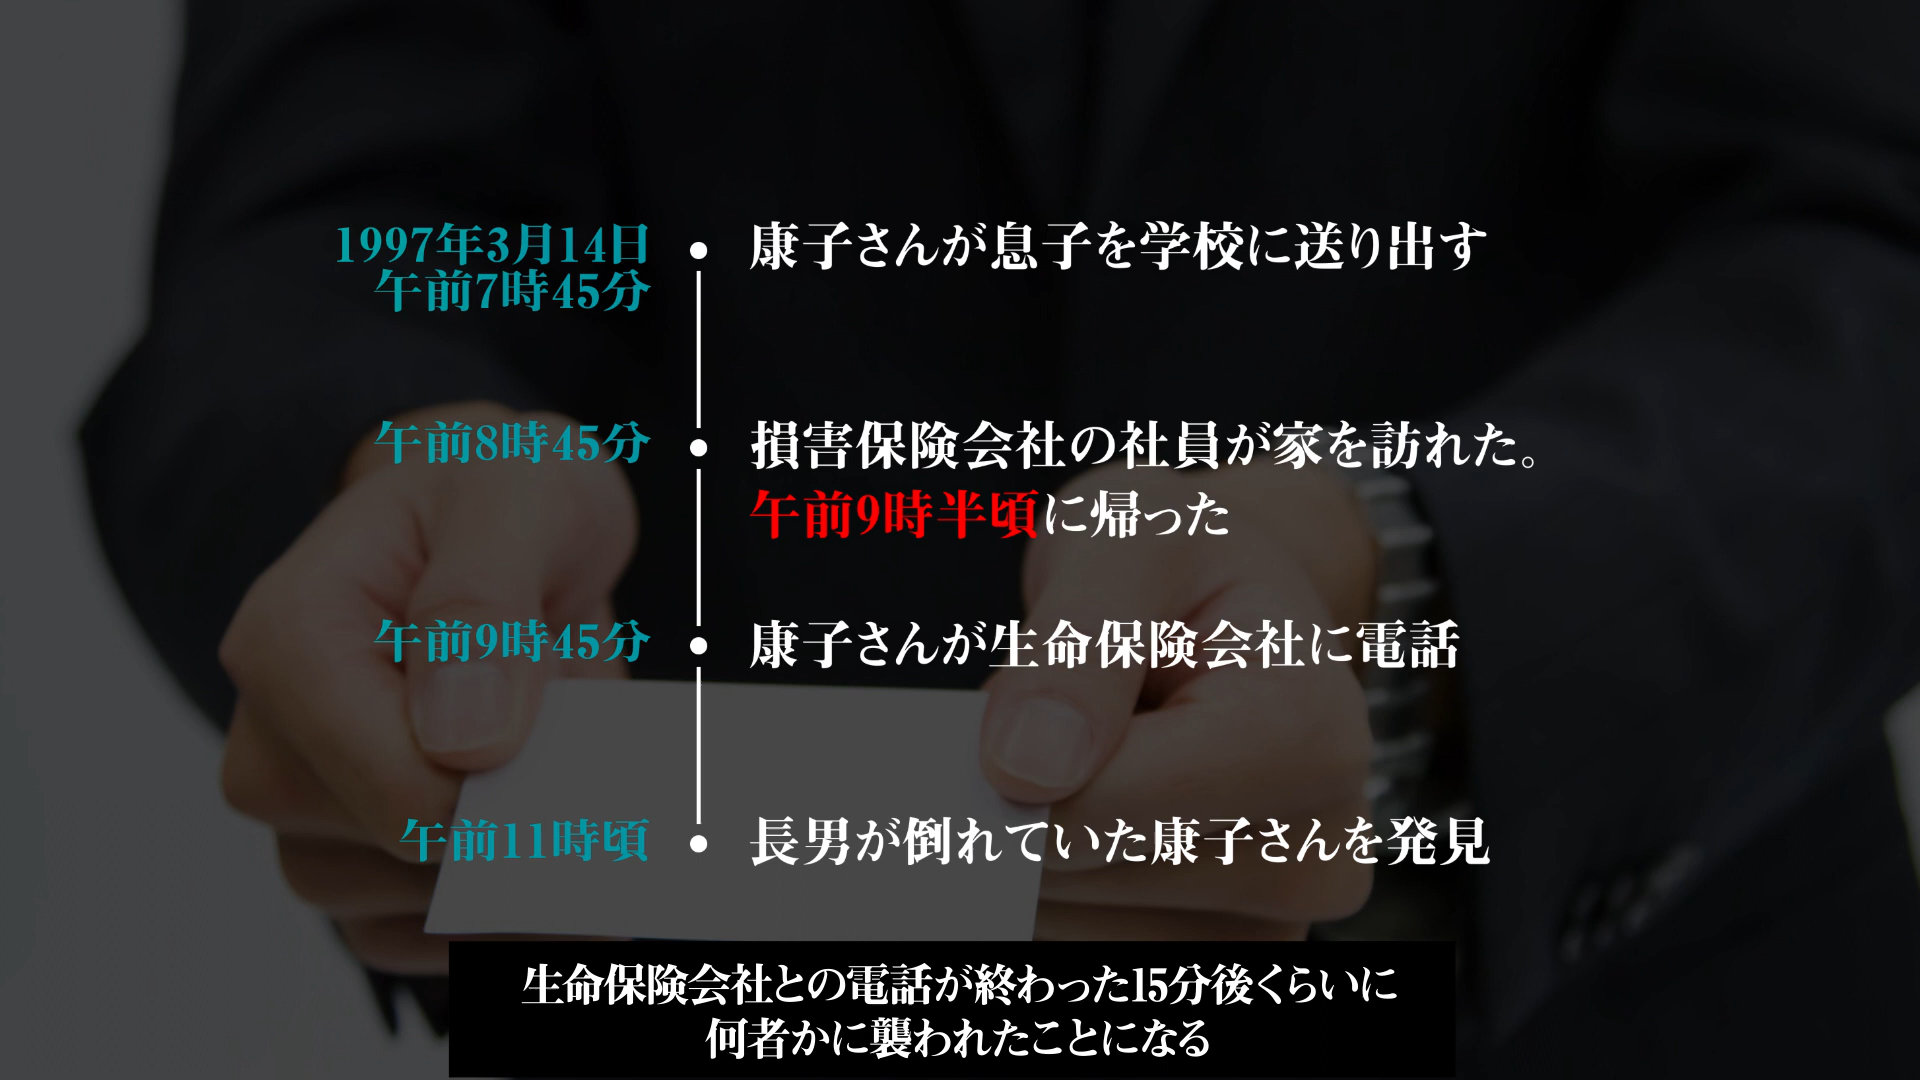 1997年3月14日
午前7時45分
康子さんが息子を学校に送り出す
午前8時45分
損害保険会社の社員が家を訪れた。
午前9時半頃に帰った
午前9時45分
康子さんが生命保険会社に電話
午前11時頃
長男が倒れていた康子さんを発見
生命保険会社との電話が終わった15分後くらいに
何者かに襲われたことになる